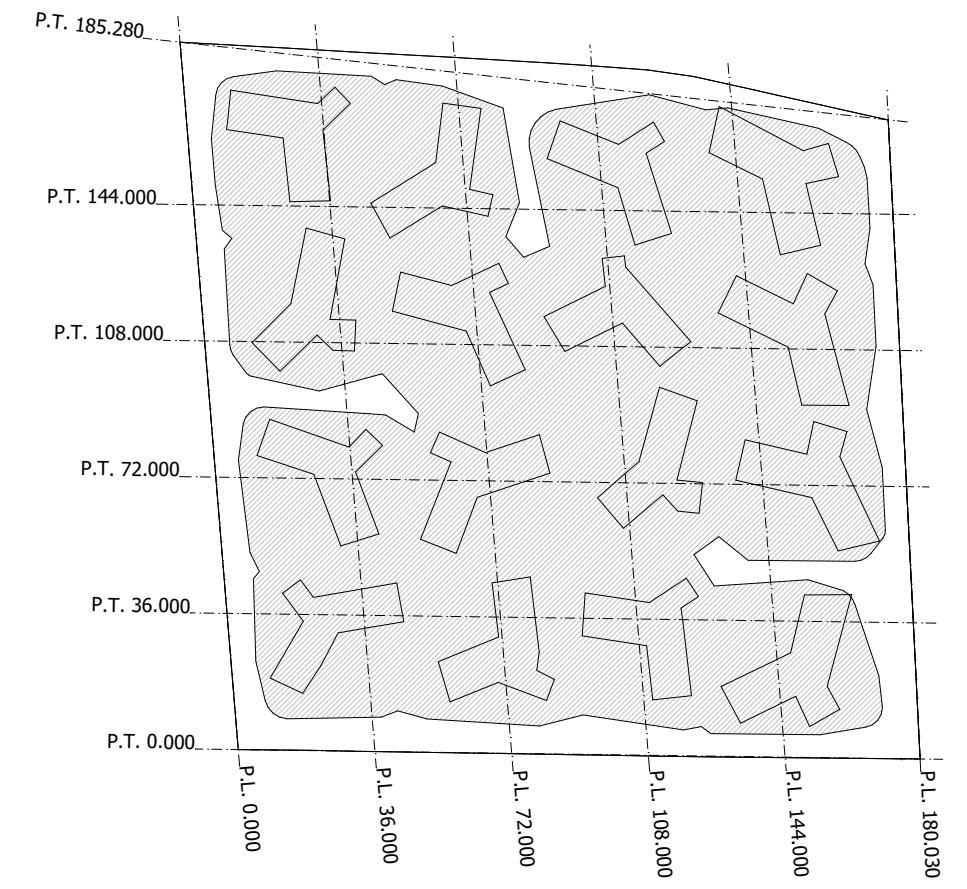 P.T. 185.280
P.T. 144.000
P.T. 108.000
P.T. 72.000
P.T. 36.000
P.T. 0.000
P.L. 0.000
P.L. 36.000
P.L. 72.000
P.L. 108.000
P.L. 144.000
P.L. 180.030